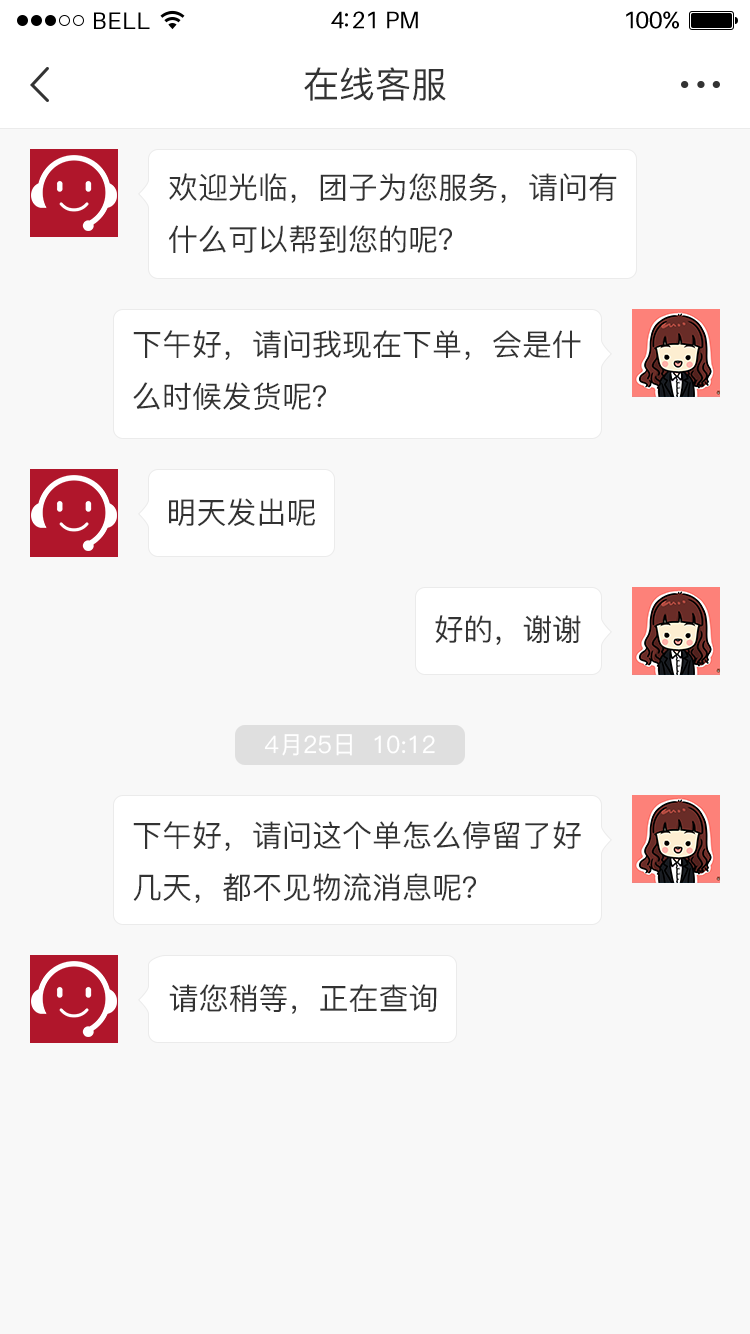 BELL
4:21 PM
100%
在线客服
欢迎光临，团子为您服务，请问有
什么可以帮到您的呢?
下午好，请问我现在下单，会是什
么时候发货呢?
明天发出呢
好的，谢谢
4月25日 10:12
下午好，请问这个单怎么停留了好
几天，都不见物流消息呢?
请您稍等，正在查询